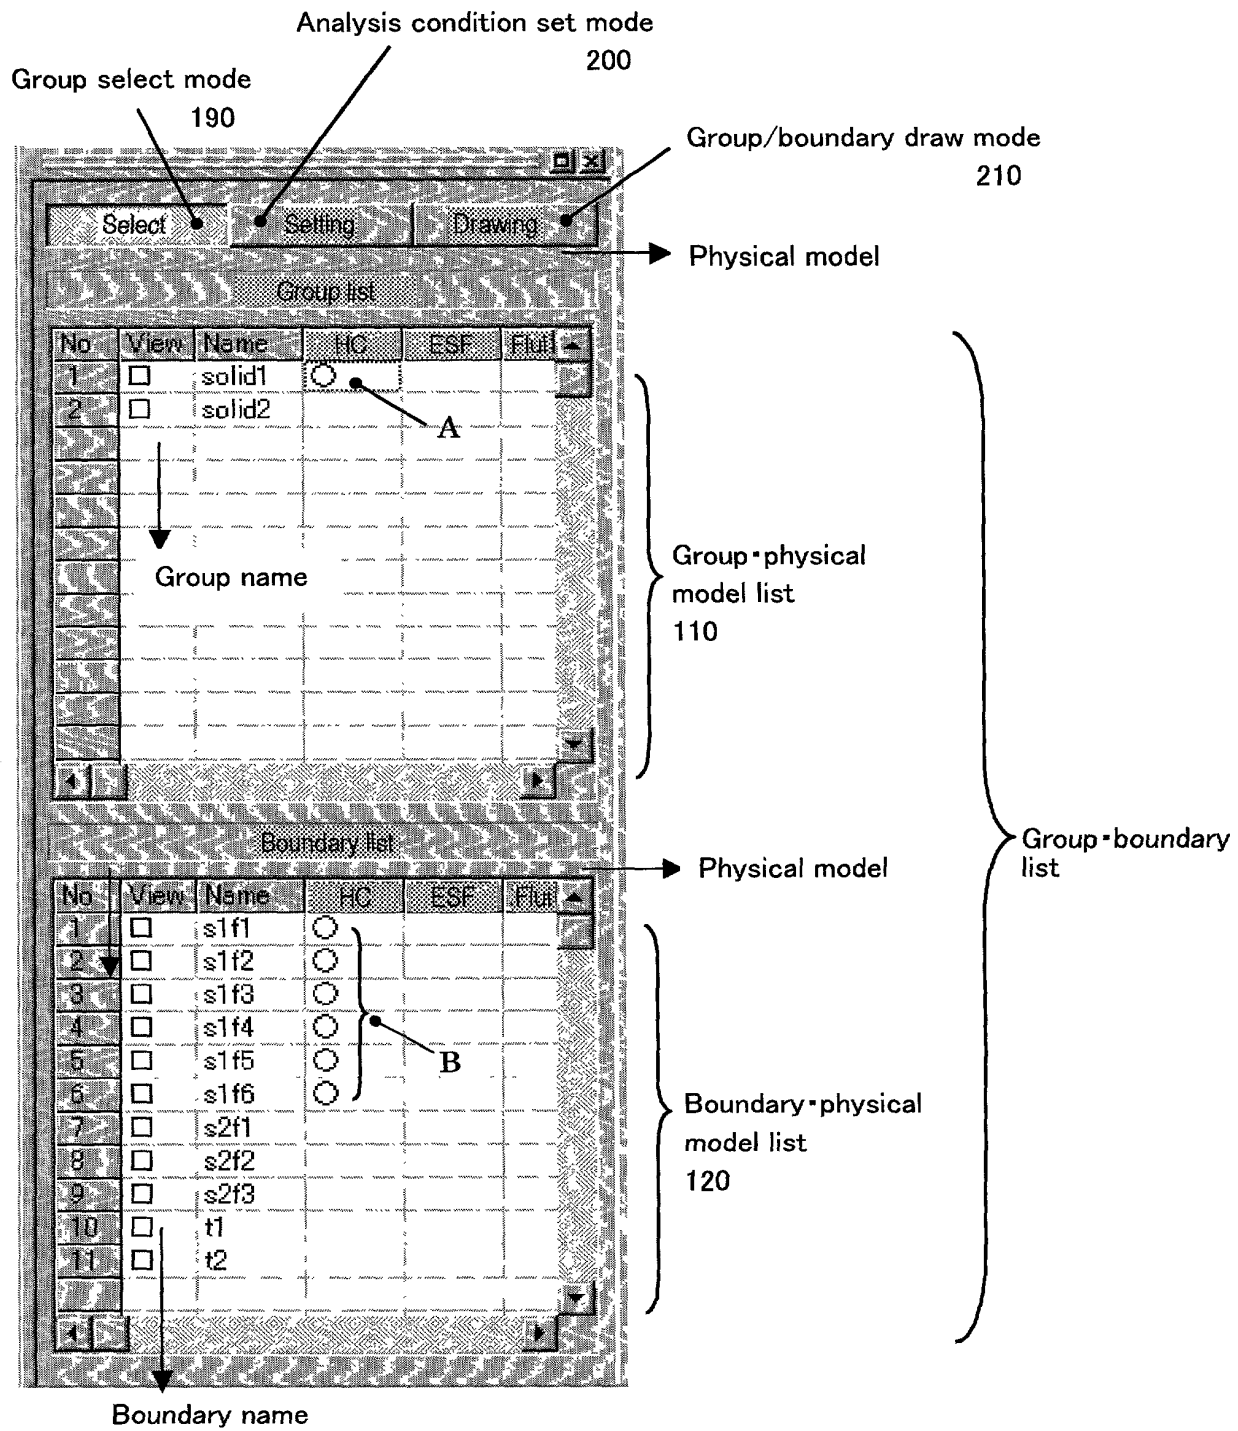 Analysis condition set mode
200
Group select mode
190
Group/boundary draw mode
210
Select Setting Drawing
Physical model
Group list
No View Name HC ESF Flui
1 solid1
2 solid2
A
Group name
Group・physical
model list
110
Group・boundary
list
Boundary list
Physical model
No View Name HC ESF Flui
1 s1f1
2 s1f2
3 s1f3
4 s1f4
5 s1f5
6 s1f6
B
7 s2f1
8 s2f2
9 s2f3
10 t1
11 t2
Boundary・physical
model list
120
Boundary name